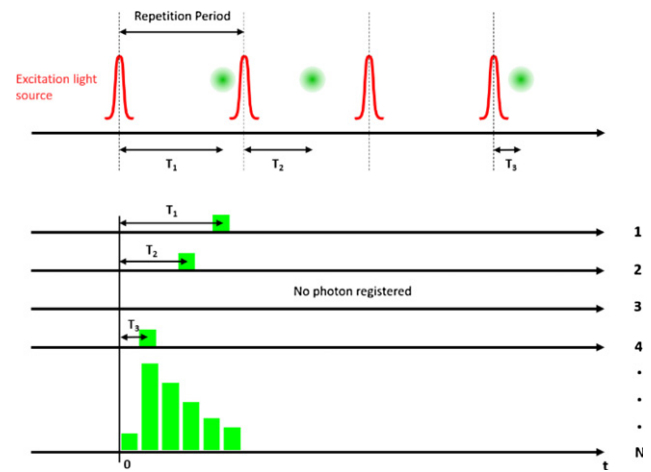 Repetition Period
Excitation light
source
T₁
T₂
T₃
T₁
1
T₂
2
No photon registered
3
T₃
4
N
0
t